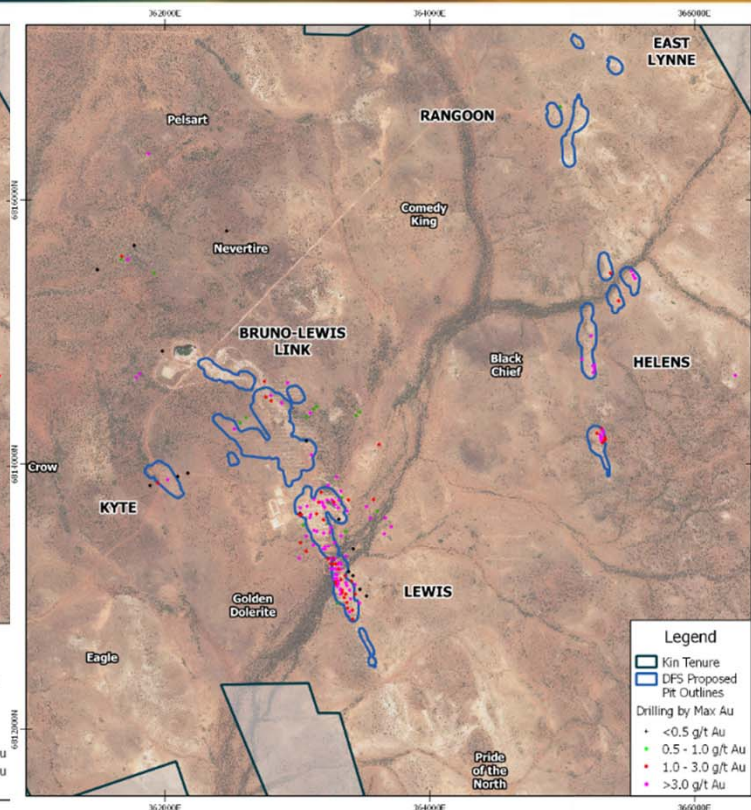 362000E
364000E
366000E
EAST
LYNNE
Pelsart
RANGOON
6816000N
Comedy
King
Nevertire
BRUNO-LEWIS
LINK
Black
Chief
HELENS
6814000N
Crow
KYTE
Golden
Dolerite
LEWIS
Eagle
Legend
Kin Tenure
DFS Proposed
Pit Outlines
Drilling by Max Au
<0.5 g/t Au
0.5 - 1.0 g/t Au
1.0 - 3.0 g/t Au
>3.0 g/t Au
6812000N
Pride
of the
North
u
u
362000E
364000E
366000E